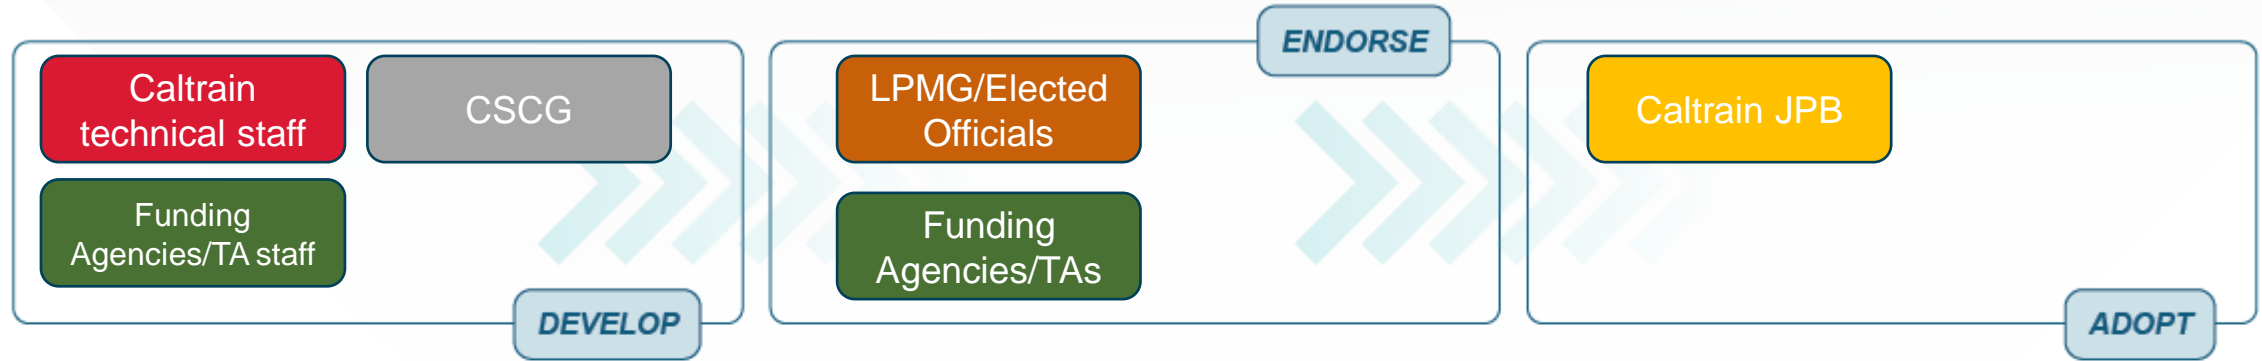 Caltrain
technical staff
CSCG
Funding
Agencies/TA staff
DEVELOP
ENDORSE
LPMG/Elected
Officials
Funding
Agencies/TAs
Caltrain JPB
ADOPT